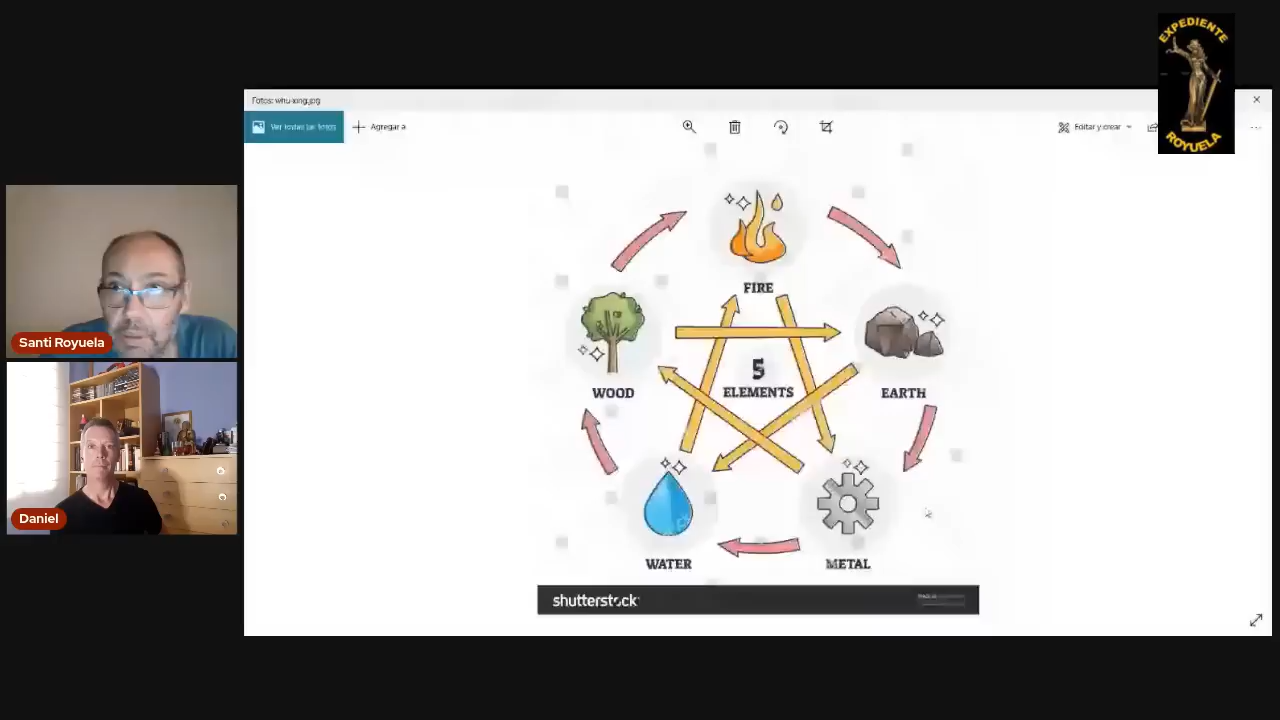 EXPEDIENTE
ROYUELA
Fotos: whu-xing.jpg
Ver todas las fotos
Agregar a
Editar y crear
FIRE
WOOD
5
ELEMENTS
EARTH
WATER
METAL
shutterstock
Santi Royuela
Daniel